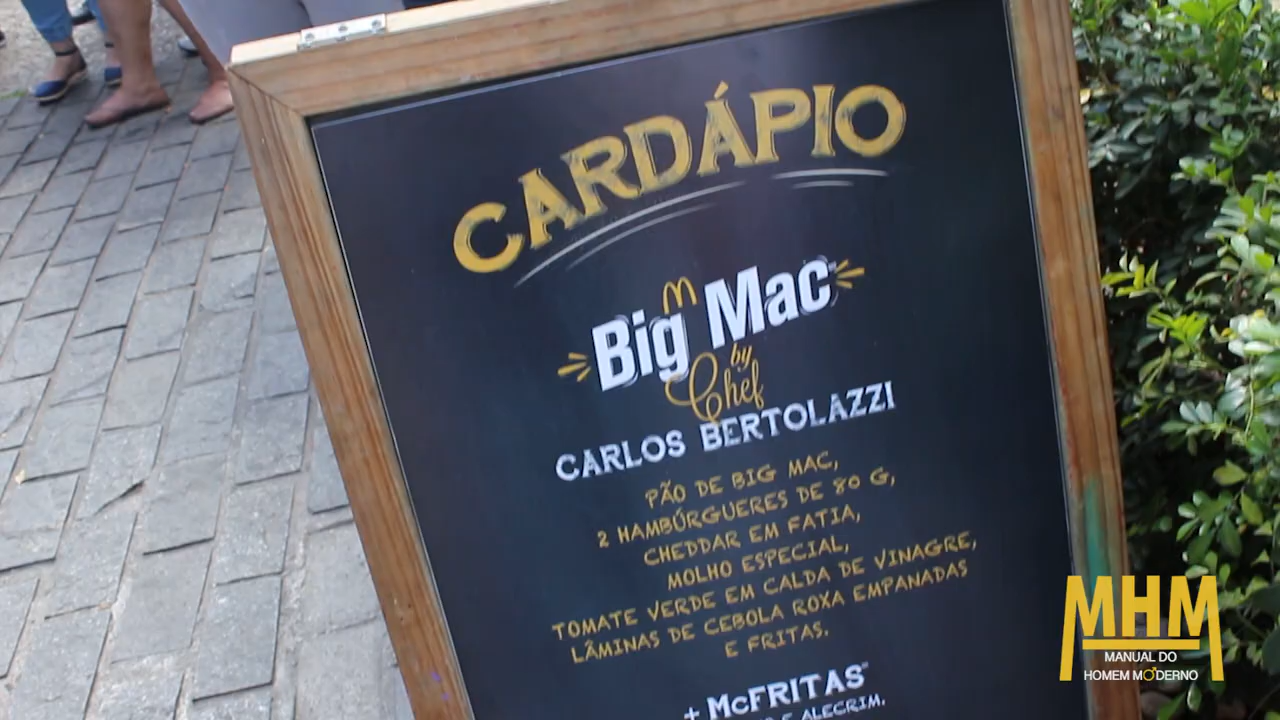 CARDÁPIO
Big Mac
by
Chef
CARLOS BERTOLAZZI
PÃO DE BIG MAC,
2 HAMBÚRGUERES DE 80 G,
CHEDDAR EM FATIA,
MOLHO ESPECIAL,
TOMATE VERDE EM CALDA DE VINAGRE,
LÂMINAS DE CEBOLA ROXA EMPANADAS
E FRITAS.
+ McFRITAS
E ALECRIM.
MHM
MANUAL DO
HOMEM MODERNO